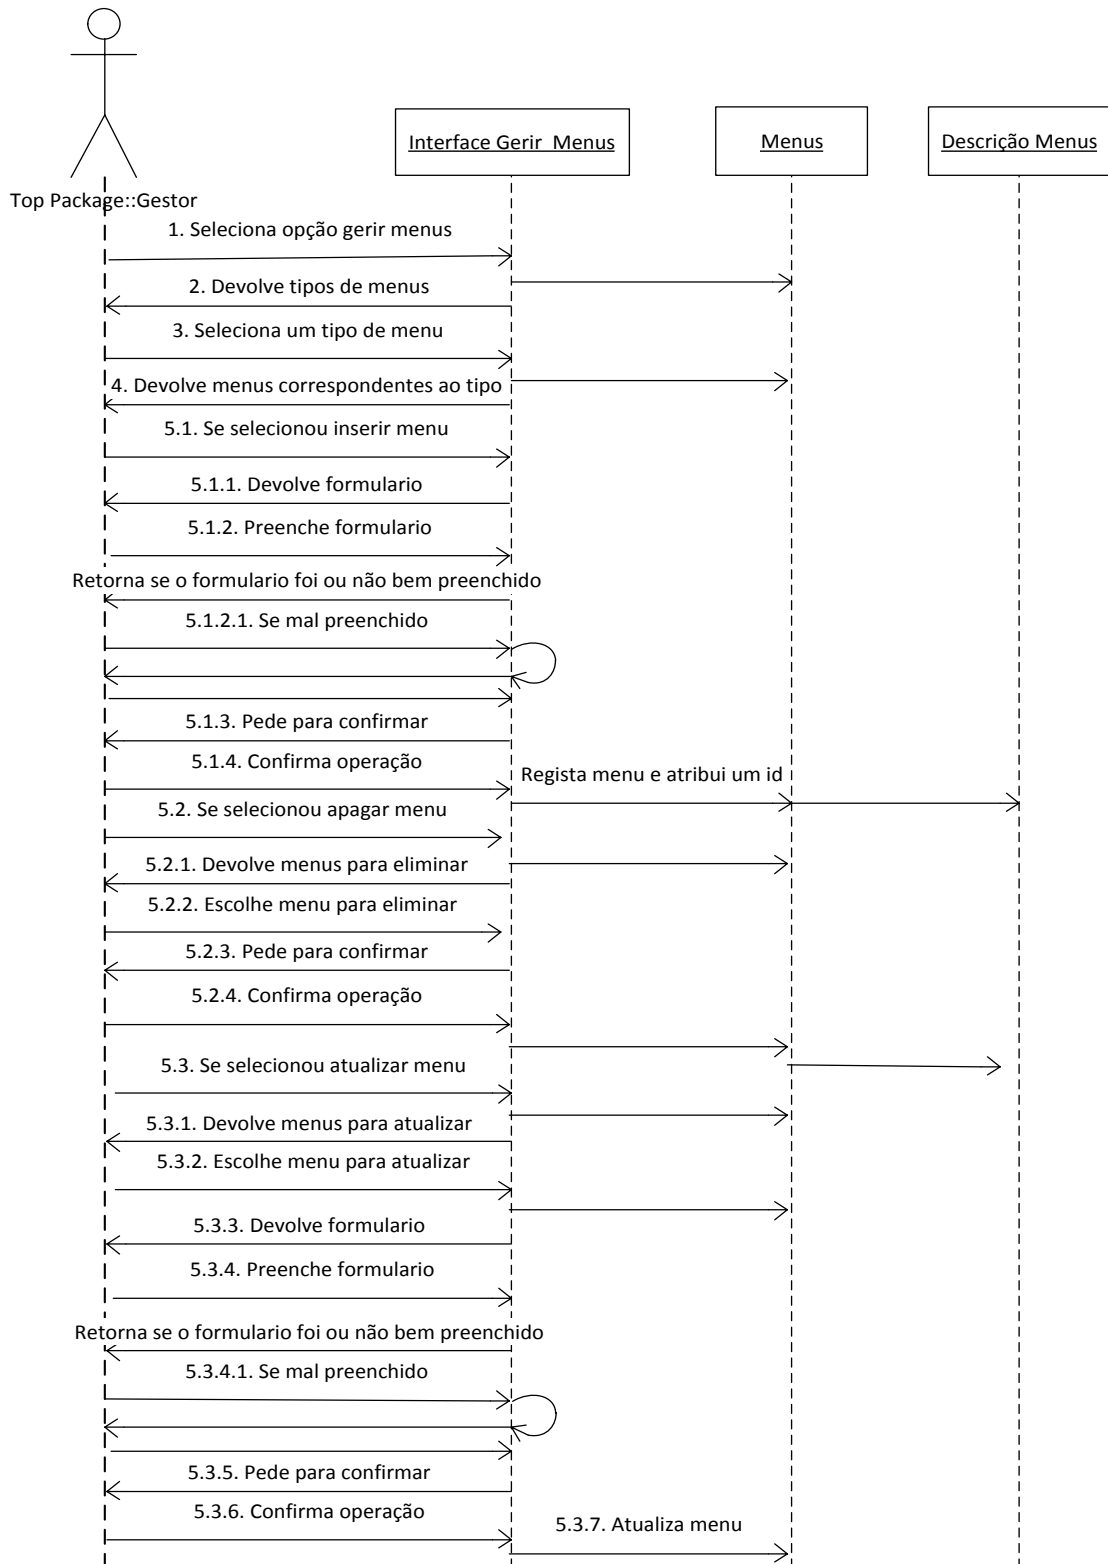 Interface Gerir Menus
Menus
Descrição Menus
Top Package::Gestor
1. Seleciona opção gerir menus
2. Devolve tipos de menus
3. Seleciona um tipo de menu
4. Devolve menus correspondentes ao tipo
5.1. Se selecionou inserir menu
5.1.1. Devolve formulario
5.1.2. Preenche formulario
Retorna se o formulario foi ou não bem preenchido
5.1.2.1. Se mal preenchido
5.1.3. Pede para confirmar
5.1.4. Confirma operação
Regista menu e atribui um id
5.2. Se selecionou apagar menu
5.2.1. Devolve menus para eliminar
5.2.2. Escolhe menu para eliminar
5.2.3. Pede para confirmar
5.2.4. Confirma operação
5.3. Se selecionou atualizar menu
5.3.1. Devolve menus para atualizar
5.3.2. Escolhe menu para atualizar
5.3.3. Devolve formulario
5.3.4. Preenche formulario
Retorna se o formulario foi ou não bem preenchido
5.3.4.1. Se mal preenchido
5.3.5. Pede para confirmar
5.3.6. Confirma operação
5.3.7. Atualiza menu